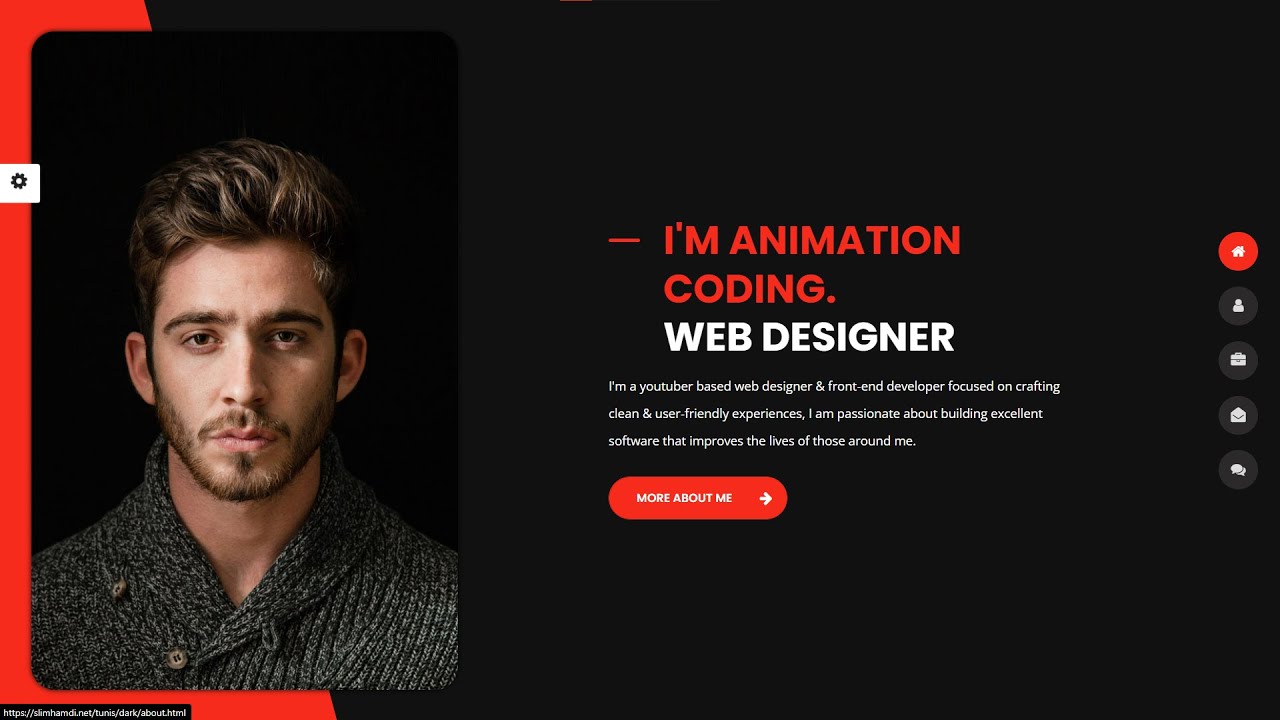 I'M ANIMATION
CODING.
WEB DESIGNER
I'm a youtuber based web designer & front-end developer focused on crafting
clean & user-friendly experiences, I am passionate about building excellent
software that improves the lives of those around me.
MORE ABOUT ME
https://slimhamdi.net/tunis/dark/about.html